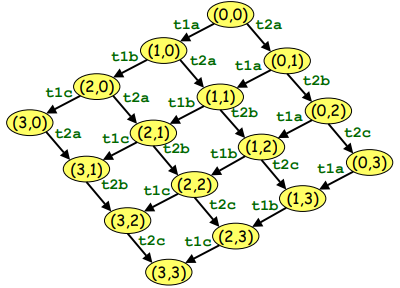 (0,0)
t1a t2a
(1,0) (0,1)
t1b t2a t1a t2b
(2,0) (1,1) (0,2)
t1c t2a t1b t2b t1a t2c
(3,0) (2,1) (1,2) (0,3)
t2a t1c t2b t1b t2c t1a
(3,1) (2,2) (1,3)
t2b t1c t2c t1b
(3,2) (2,3)
t2c t1c
(3,3)